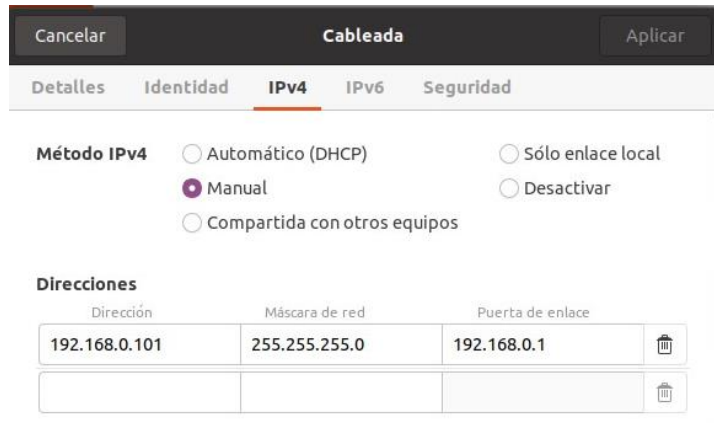 Cancelar Cableada Aplicar
Detalles Identidad IPv4 IPv6 Seguridad
Método IPv4 Automático (DHCP) Sólo enlace local
Manual Desactivar
Compartida con otros equipos
Direcciones
Dirección Máscara de red Puerta de enlace
192.168.0.101 255.255.255.0 192.168.0.1